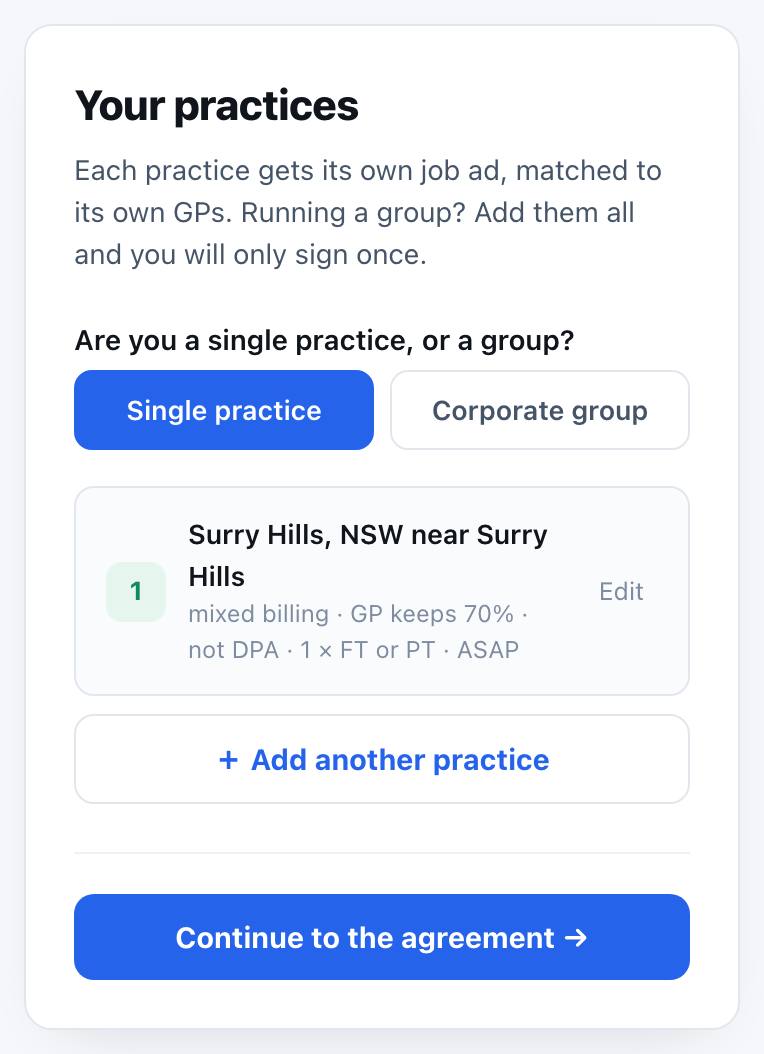 Your practices
Each practice gets its own job ad, matched to
its own GPs. Running a group? Add them all
and you will only sign once.
Are you a single practice, or a group?
Single practice
Corporate group
1
Surry Hills, NSW near Surry
Hills
mixed billing · GP keeps 70% ·
not DPA · 1 × FT or PT · ASAP
Edit
+ Add another practice
Continue to the agreement →